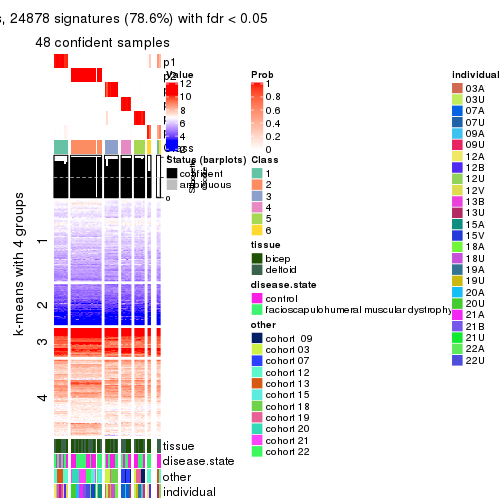 s, 24878 signatures (78.6%) with fdr < 0.05
48 confident samples
p1
Value
12
10
8
6
4
Status (barplots)
confident
ambiguous
0
k-means with 4 groups
1
2
3
4
tissue
disease.state
other
individual
Prob
1
0.8
0.6
0.4
0.2
0
Class
1
2
3
4
5
6
tissue
bicep
deltoid
disease.state
control
facioscapulohumeral muscular dystrophy
other
cohort 09
cohort 03
cohort 07
cohort 12
cohort 13
cohort 15
cohort 18
cohort 19
cohort 20
cohort 21
cohort 22
individual
03A
03U
07A
07U
09A
09U
12A
12B
12U
12V
13B
13U
15A
15V
18A
18U
19A
19U
20A
20U
21A
21B
21U
22A
22U